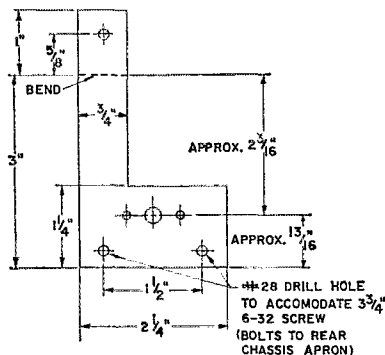 1"
5/8"
BEND
3/4"
3"
APPROX. 2 3/16"
1 1/4"
APPROX. 13/16"
1 1/2"
2 1/4"
#28 DRILL HOLE
TO ACCOMODATE 3 3/4"
6-32 SCREW
(BOLTS TO REAR
CHASSIS APRON)